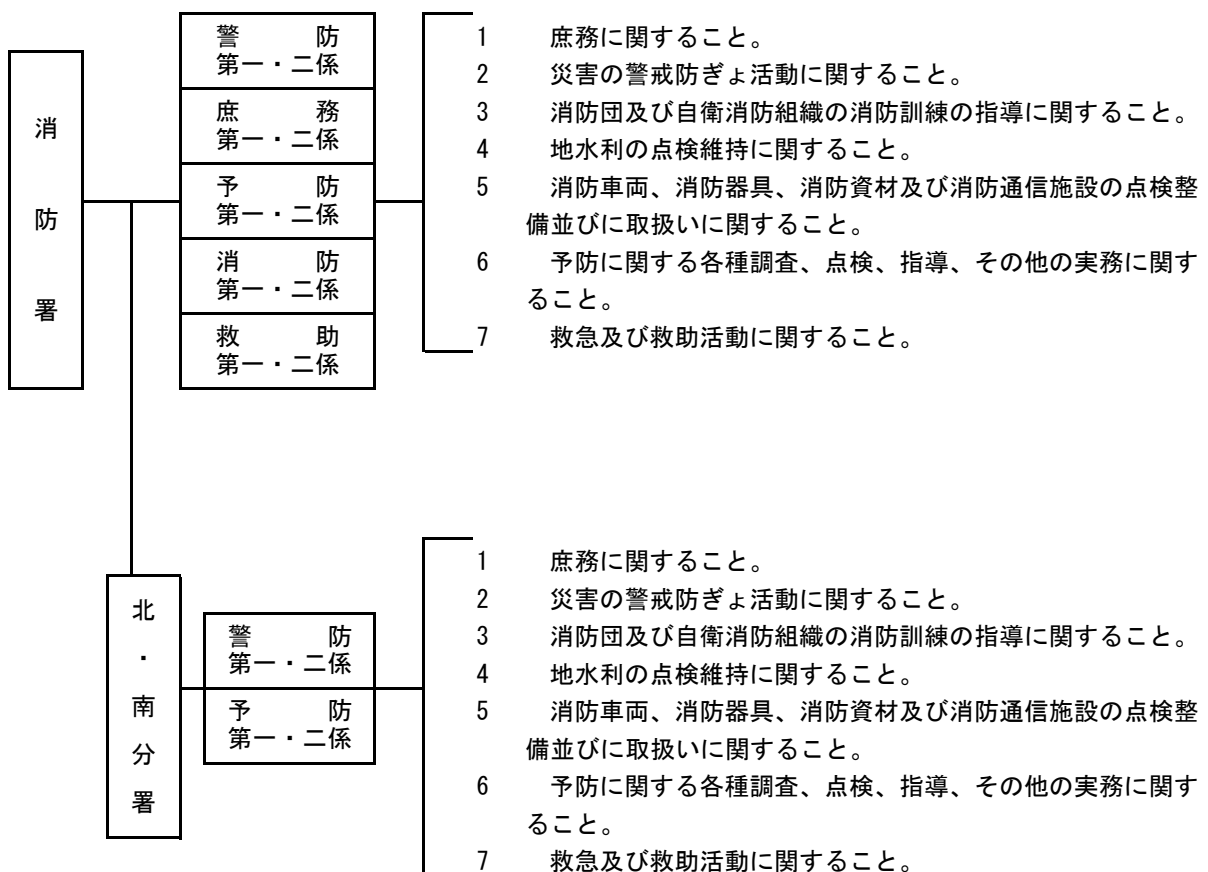 消防署
警防
第一・二係
庶務
第一・二係
予防
第一・二係
消防
第一・二係
救助
第一・二係
1 庶務に関すること。
2 災害の警戒防ぎょ活動に関すること。
3 消防団及び自衛消防組織の消防訓練の指導に関すること。
4 地水利の点検維持に関すること。
5 消防車両、消防器具、消防資材及び消防通信施設の点検整
備並びに取扱いに関すること。
6 予防に関する各種調査、点検、指導、その他の実務に関す
ること。
7 救急及び救助活動に関すること。
北・南分署
警防
第一・二係
予防
第一・二係
1 庶務に関すること。
2 災害の警戒防ぎょ活動に関すること。
3 消防団及び自衛消防組織の消防訓練の指導に関すること。
4 地水利の点検維持に関すること。
5 消防車両、消防器具、消防資材及び消防通信施設の点検整
備並びに取扱いに関すること。
6 予防に関する各種調査、点検、指導、その他の実務に関す
ること。
7 救急及び救助活動に関すること。